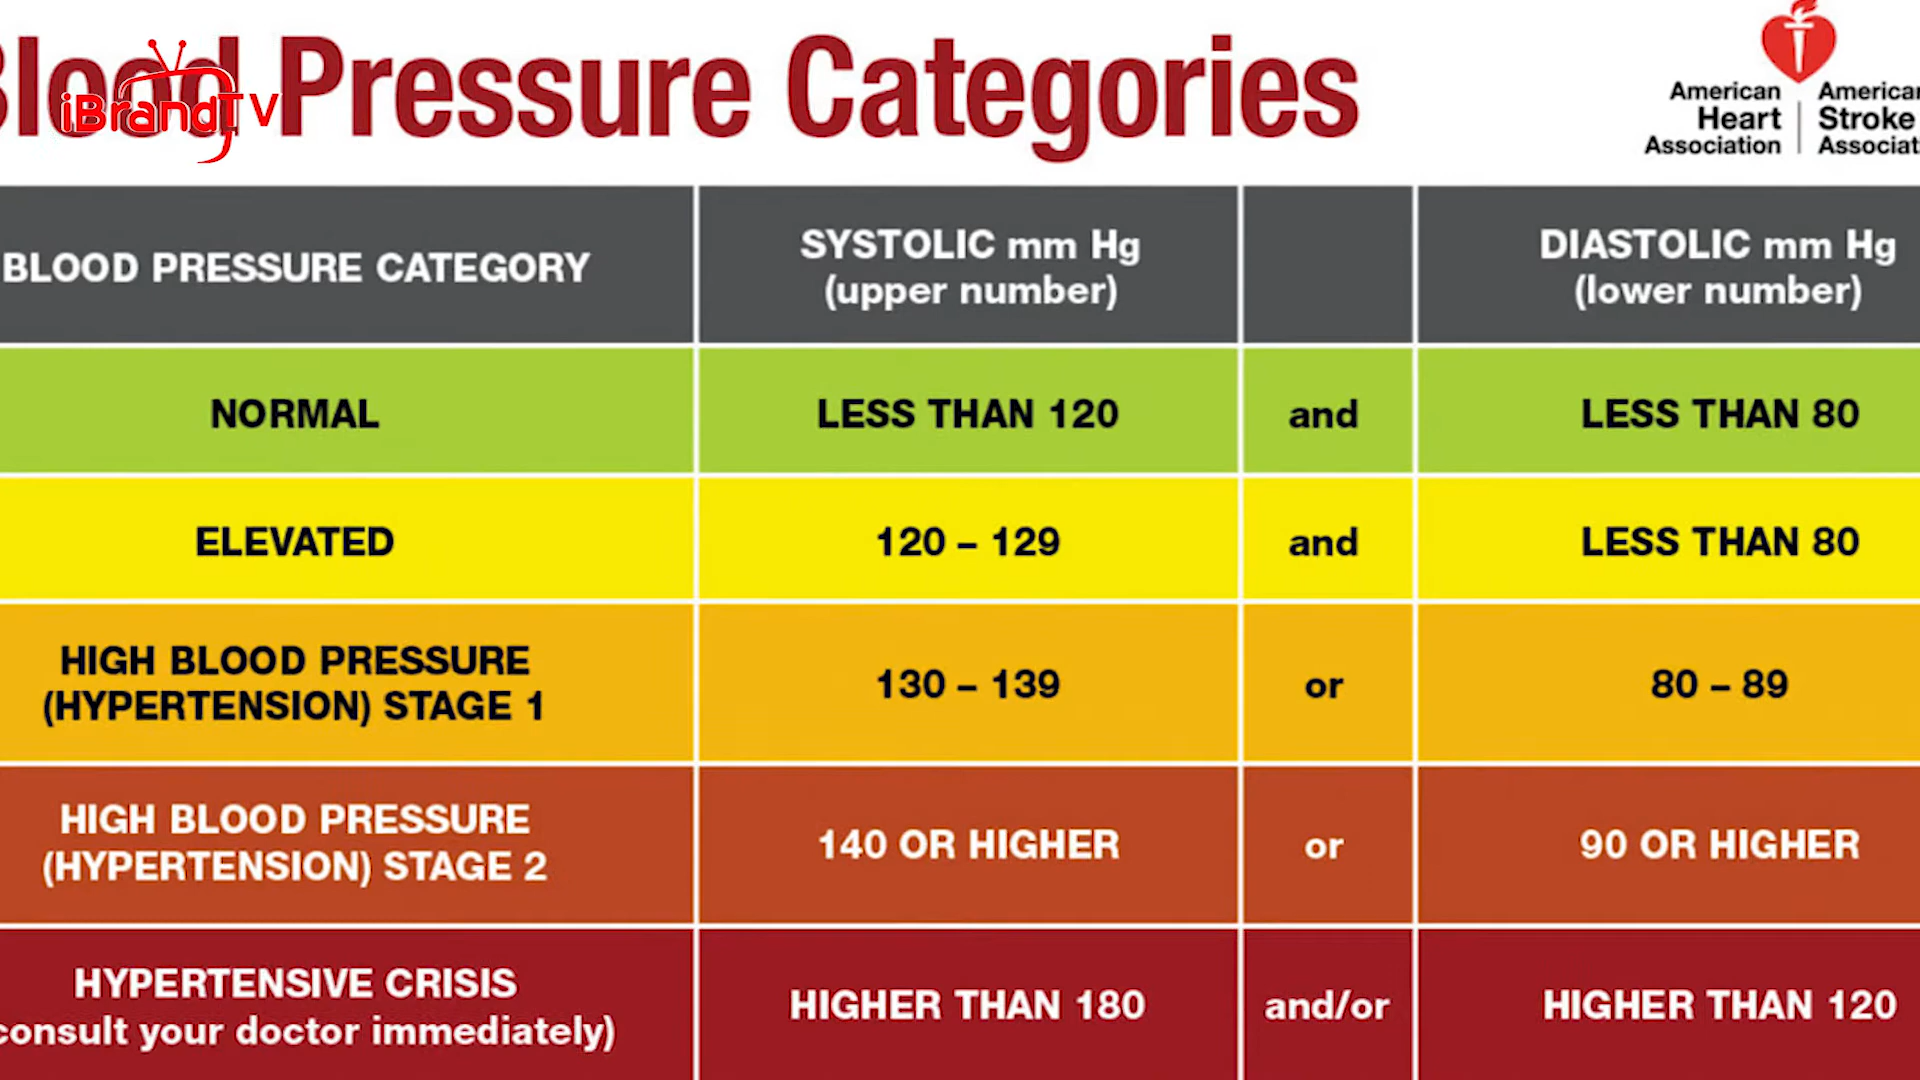 Blood Pressure Categories
iBrandTV
American
Heart
Association
American
Stroke
Associat
BLOOD PRESSURE CATEGORY
SYSTOLIC mm Hg
(upper number)
DIASTOLIC mm Hg
(lower number)
NORMAL
LESS THAN 120
and
LESS THAN 80
ELEVATED
120 – 129
and
LESS THAN 80
HIGH BLOOD PRESSURE
(HYPERTENSION) STAGE 1
130 – 139
or
80 – 89
HIGH BLOOD PRESSURE
(HYPERTENSION) STAGE 2
140 OR HIGHER
or
90 OR HIGHER
HYPERTENSIVE CRISIS
consult your doctor immediately)
HIGHER THAN 180
and/or
HIGHER THAN 120